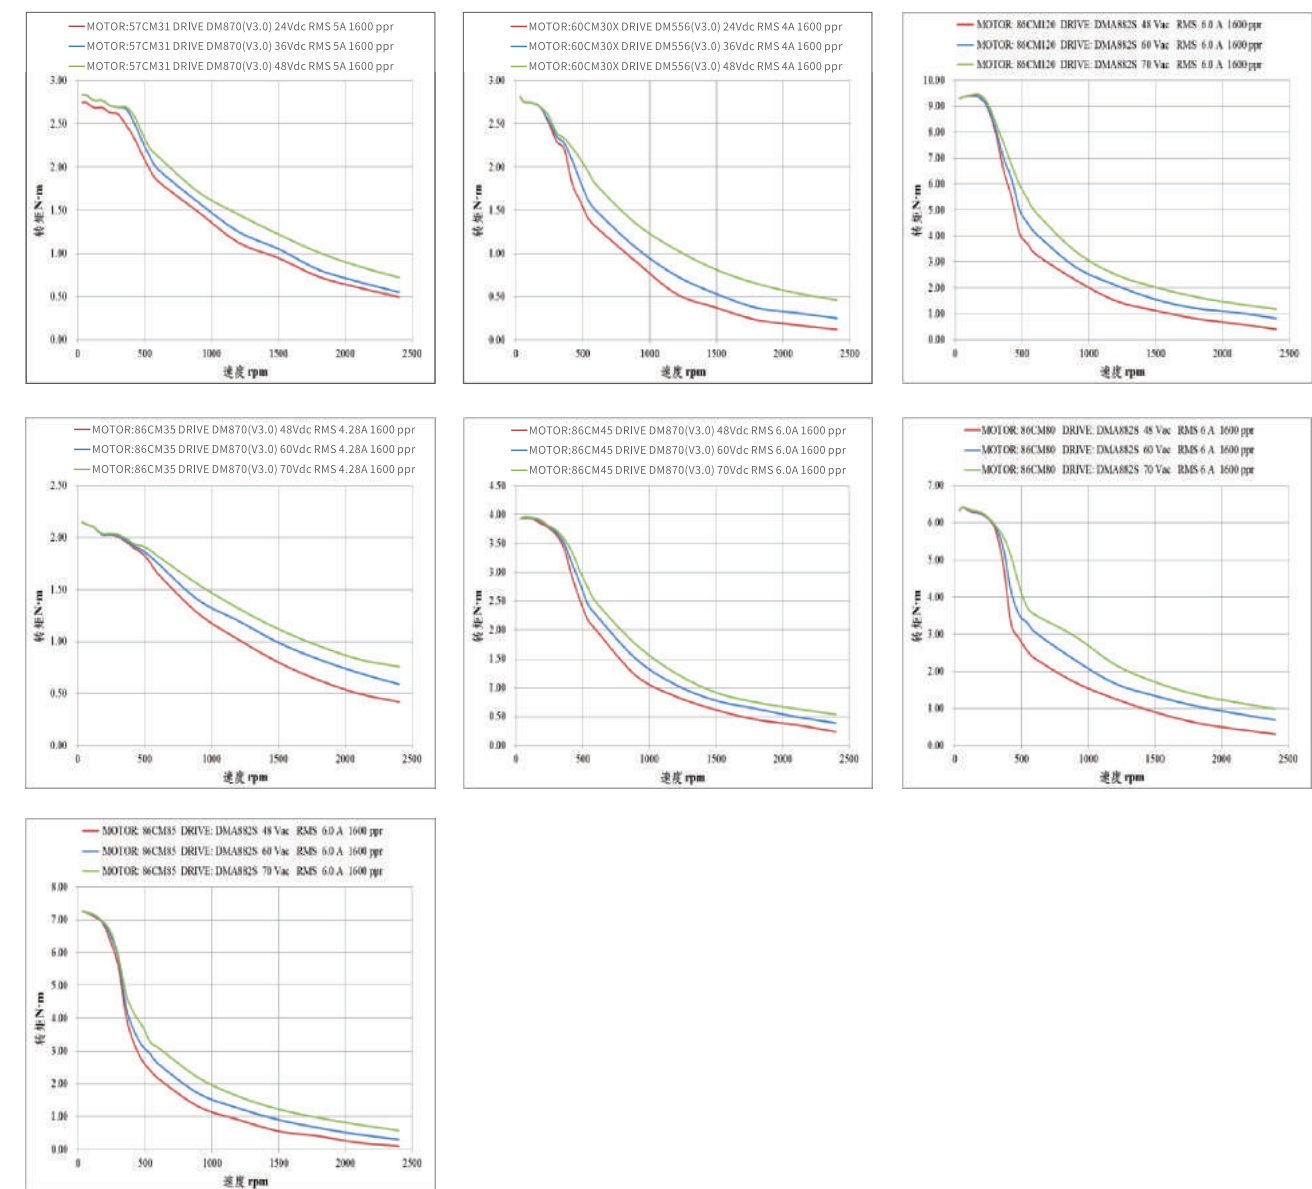 MOTOR:57CM31 DRIVE DM870(V3.0) 24Vdc RMS 5A 1600 ppr
MOTOR:57CM31 DRIVE DM870(V3.0) 36Vdc RMS 5A 1600 ppr
MOTOR:57CM31 DRIVE DM870(V3.0) 48Vdc RMS 5A 1600 ppr
3.00
2.50
2.00
1.50
1.00
0.50
0.00
转矩N·m
0 500 1000 1500 2000 2500
速度 rpm
MOTOR:60CM30X DRIVE DM556(V3.0) 24Vdc RMS 4A 1600 ppr
MOTOR:60CM30X DRIVE DM556(V3.0) 36Vdc RMS 4A 1600 ppr
MOTOR:60CM30X DRIVE DM556(V3.0) 48Vdc RMS 4A 1600 ppr
3.00
2.50
2.00
1.50
1.00
0.50
0.00
转矩N·m
0 500 1000 1500 2000 2500
速度 rpm
MOTOR: 86CM120 DRIVE: DMA882S 48 Vac RMS 6.0 A 1600 ppr
MOTOR: 86CM120 DRIVE: DMA882S 60 Vac RMS 6.0 A 1600 ppr
MOTOR: 86CM120 DRIVE: DMA882S 70 Vac RMS 6.0 A 1600 ppr
10.00
9.00
8.00
7.00
6.00
5.00
4.00
3.00
2.00
1.00
0.00
转矩N·m
0 500 1000 1500 2000 2500
速度 rpm
MOTOR:86CM35 DRIVE DM870(V3.0) 48Vdc RMS 4.28A 1600 ppr
MOTOR:86CM35 DRIVE DM870(V3.0) 60Vdc RMS 4.28A 1600 ppr
MOTOR:86CM35 DRIVE DM870(V3.0) 70Vdc RMS 4.28A 1600 ppr
2.50
2.00
1.50
1.00
0.50
0.00
转矩N·m
0 500 1000 1500 2000 2500
速度 rpm
MOTOR:86CM45 DRIVE DM870(V3.0) 48Vdc RMS 6.0A 1600 ppr
MOTOR:86CM45 DRIVE DM870(V3.0) 60Vdc RMS 6.0A 1600 ppr
MOTOR:86CM45 DRIVE DM870(V3.0) 70Vdc RMS 6.0A 1600 ppr
4.50
4.00
3.50
3.00
2.50
2.00
1.50
1.00
0.50
0.00
转矩N·m
0 500 1000 1500 2000 2500
速度 rpm
MOTOR: 86CM80 DRIVE: DMA882S 48 Vac RMS 6 A 1600 ppr
MOTOR: 86CM80 DRIVE: DMA882S 60 Vac RMS 6 A 1600 ppr
MOTOR: 86CM80 DRIVE: DMA882S 70 Vac RMS 6 A 1600 ppr
7.00
6.00
5.00
4.00
3.00
2.00
1.00
0.00
转矩N·m
0 500 1000 1500 2000 2500
速度 rpm
MOTOR: 86CM85 DRIVE: DMA882S 48 Vac RMS 6.0 A 1600 ppr
MOTOR: 86CM85 DRIVE: DMA882S 60 Vac RMS 6.0 A 1600 ppr
MOTOR: 86CM85 DRIVE: DMA882S 70 Vac RMS 6.0 A 1600 ppr
8.00
7.00
6.00
5.00
4.00
3.00
2.00
1.00
0.00
转矩N·m
0 500 1000 1500 2000 2500
速度 rpm